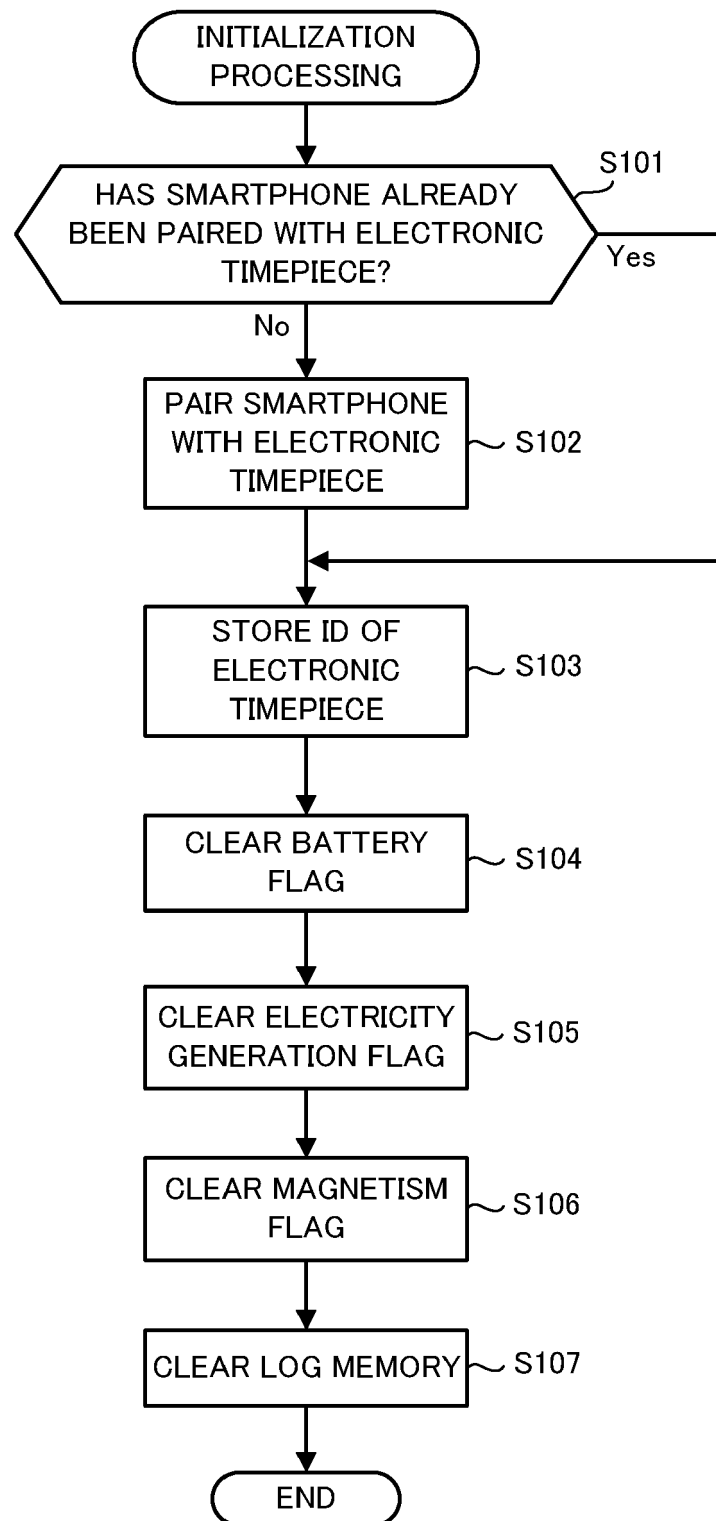 INITIALIZATION
PROCESSING
S101
HAS SMARTPHONE ALREADY
BEEN PAIRED WITH ELECTRONIC
TIMEPIECE?
Yes
No
PAIR SMARTPHONE
WITH ELECTRONIC
TIMEPIECE
S102
STORE ID OF
ELECTRONIC
TIMEPIECE
S103
CLEAR BATTERY
FLAG
S104
CLEAR ELECTRICITY
GENERATION FLAG
S105
CLEAR MAGNETISM
FLAG
S106
CLEAR LOG MEMORY
S107
END